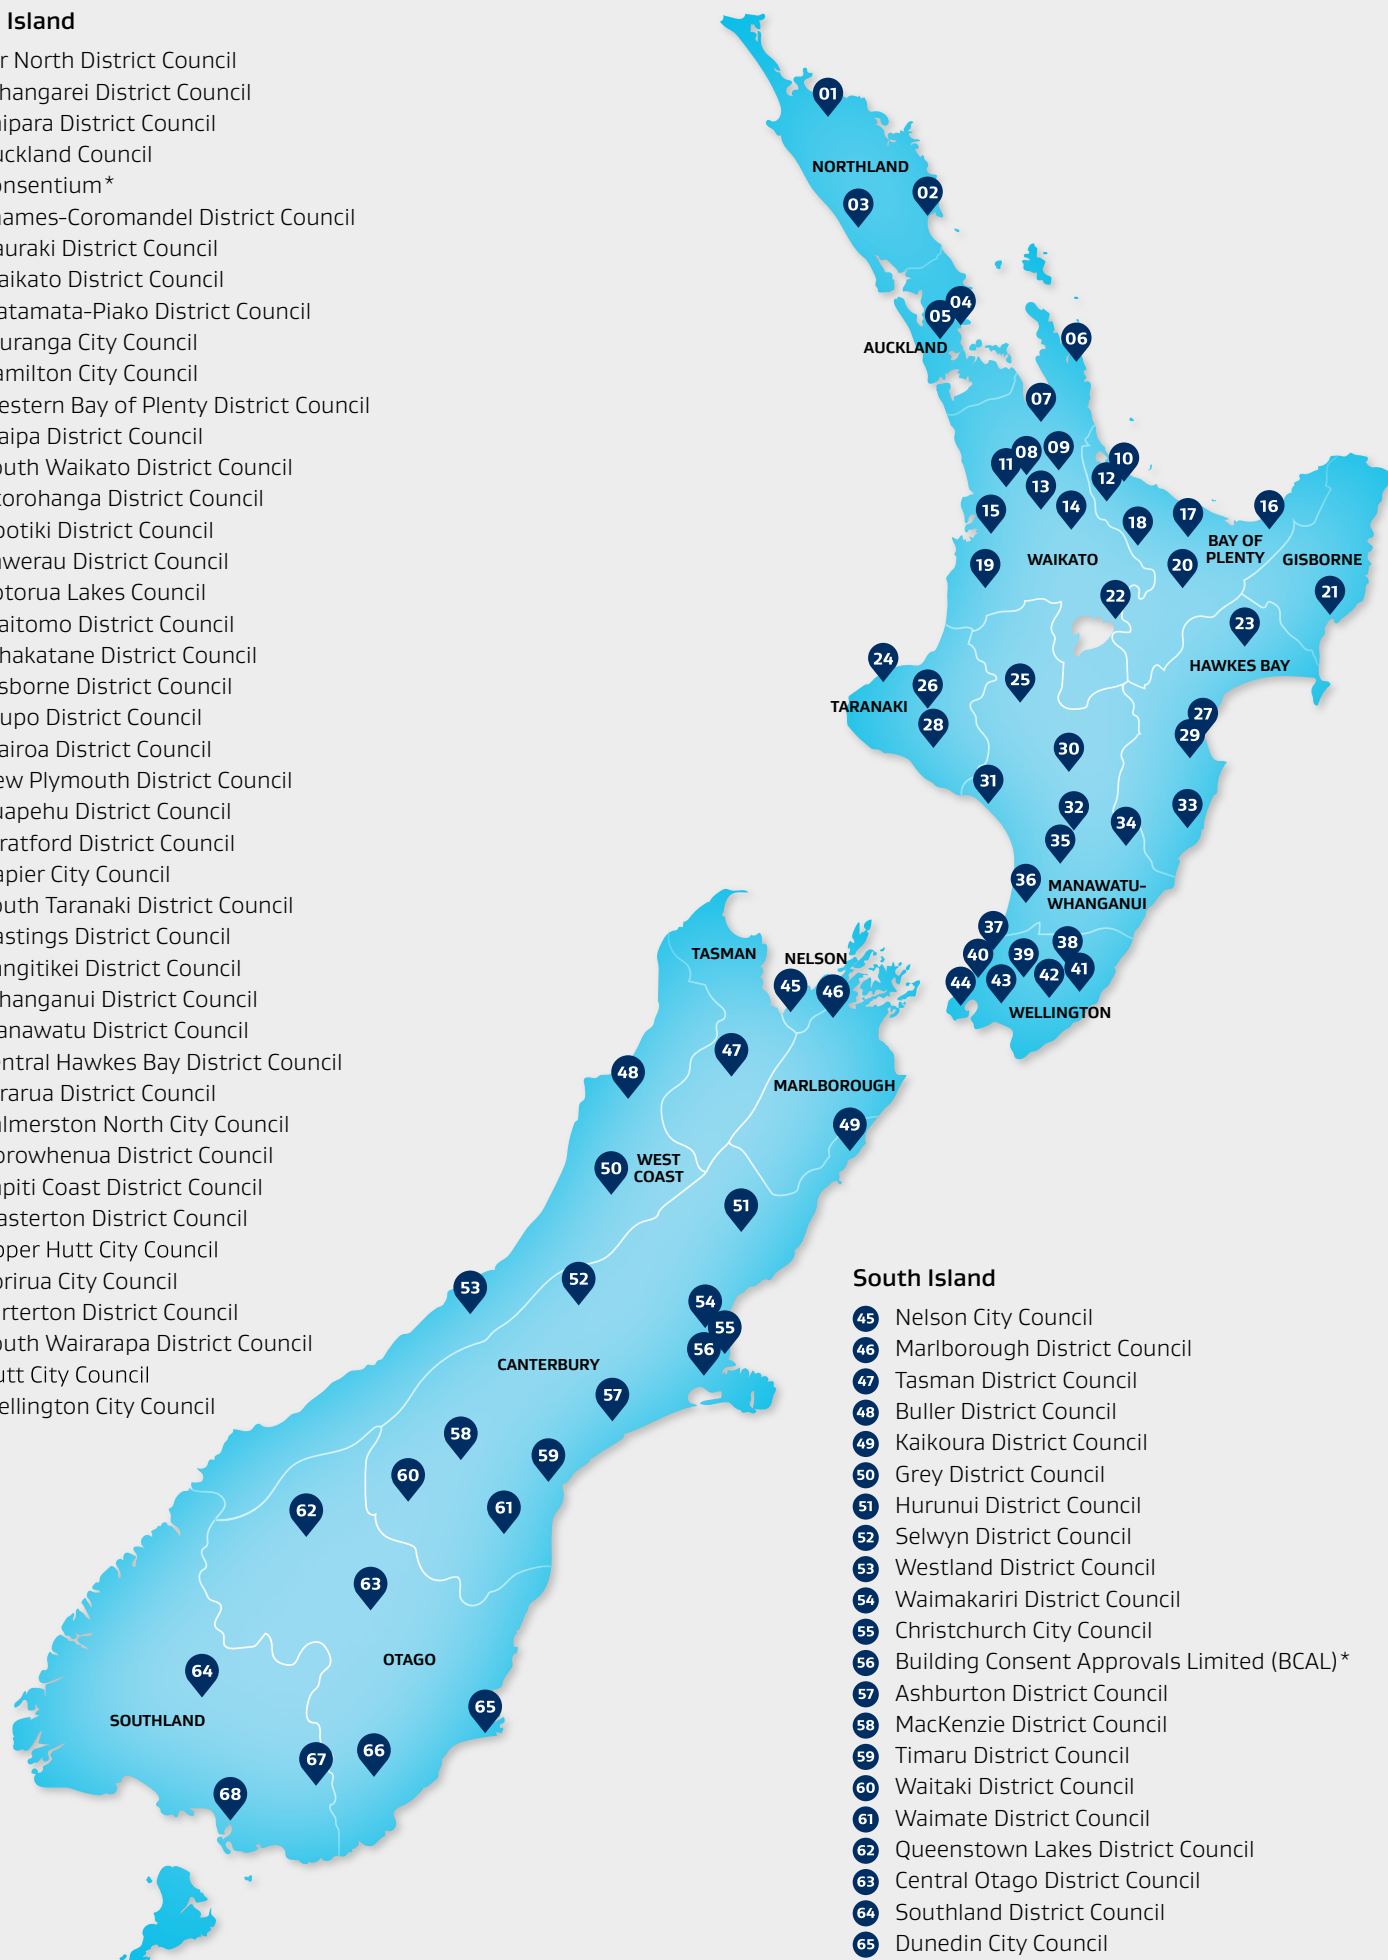 Island
r North District Council
hangarei District Council
ipara District Council
uckland Council
onsentium*
ames-Coromandel District Council
auraki District Council
aikato District Council
atamata-Piako District Council
uranga City Council
amilton City Council
estern Bay of Plenty District Council
aipa District Council
outh Waikato District Council
torohanga District Council
potiki District Council
awerau District Council
otorua Lakes Council
aitomo District Council
hakatane District Council
sborne District Council
upo District Council
airoa District Council
ew Plymouth District Council
uapehu District Council
ratford District Council
apier City Council
outh Taranaki District Council
astings District Council
angitikei District Council
hanganui District Council
anawatu District Council
entral Hawkes Bay District Council
rarua District Council
almerston North City Council
orowhenua District Council
apiti Coast District Council
asterton District Council
pper Hutt City Council
orirua City Council
rterton District Council
outh Wairarapa District Council
utt City Council
ellington City Council
01
NORTHLAND
02
03
04
05
AUCKLAND
06
07
08
09
10
11
12
13
14
15
16
17
18
BAY OF
PLENTY
GISBORNE
WAIKATO
19
20
21
22
23
HAWKES BAY
24
25
26
TARANAKI
27
28
29
30
31
32
33
34
35
36
MANAWATU-
WHANGANUI
37
38
39
40
41
42
43
44
WELLINGTON
TASMAN
NELSON
45
46
47
48
MARLBOROUGH
49
50
WEST
COAST
51
52
53
54
55
56
CANTERBURY
57
58
59
60
61
62
63
OTAGO
64
SOUTHLAND
65
66
67
68
South Island
45 Nelson City Council
46 Marlborough District Council
47 Tasman District Council
48 Buller District Council
49 Kaikoura District Council
50 Grey District Council
51 Hurunui District Council
52 Selwyn District Council
53 Westland District Council
54 Waimakariri District Council
55 Christchurch City Council
56 Building Consent Approvals Limited (BCAL)*
57 Ashburton District Council
58 MacKenzie District Council
59 Timaru District Council
60 Waitaki District Council
61 Waimate District Council
62 Queenstown Lakes District Council
63 Central Otago District Council
64 Southland District Council
65 Dunedin City Council